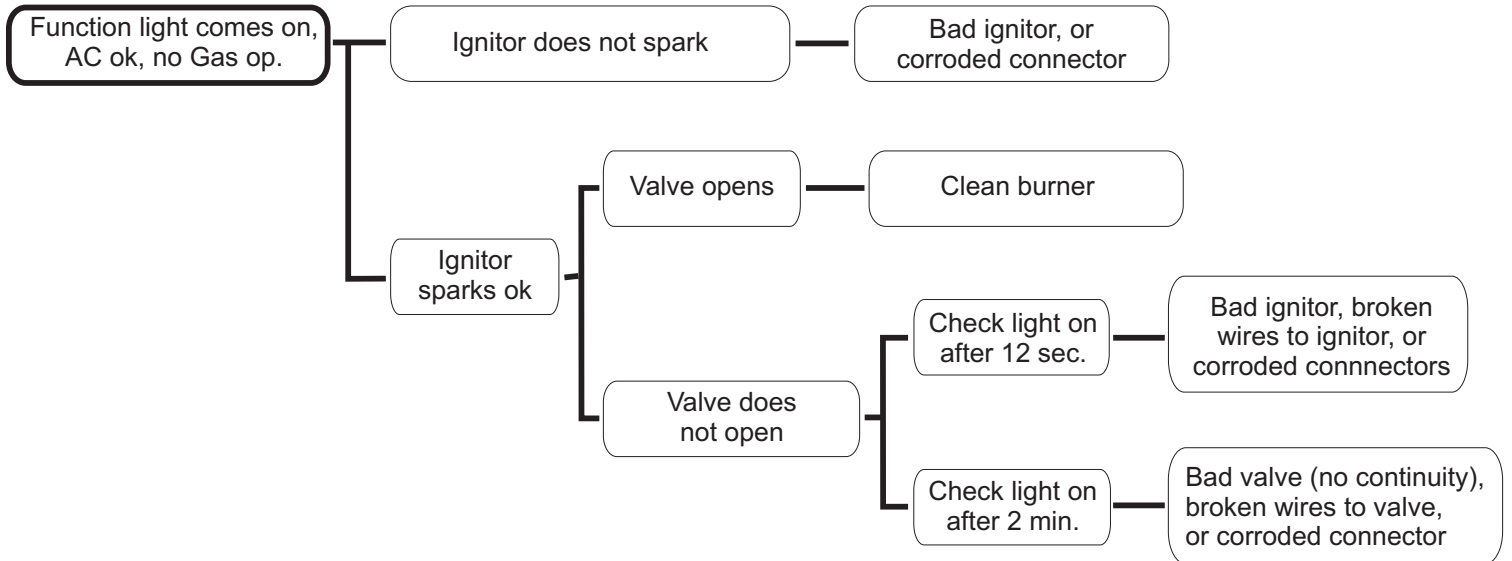 Function light comes on,
AC ok, no Gas op.
Ignitor does not spark
Bad ignitor, or
corroded connector
Valve opens
Clean burner
Ignitor
sparks ok
Check light on
after 12 sec.
Bad ignitor, broken
wires to ignitor, or
corroded connnectors
Valve does
not open
Check light on
after 2 min.
Bad valve (no continuity),
broken wires to valve,
or corroded connector